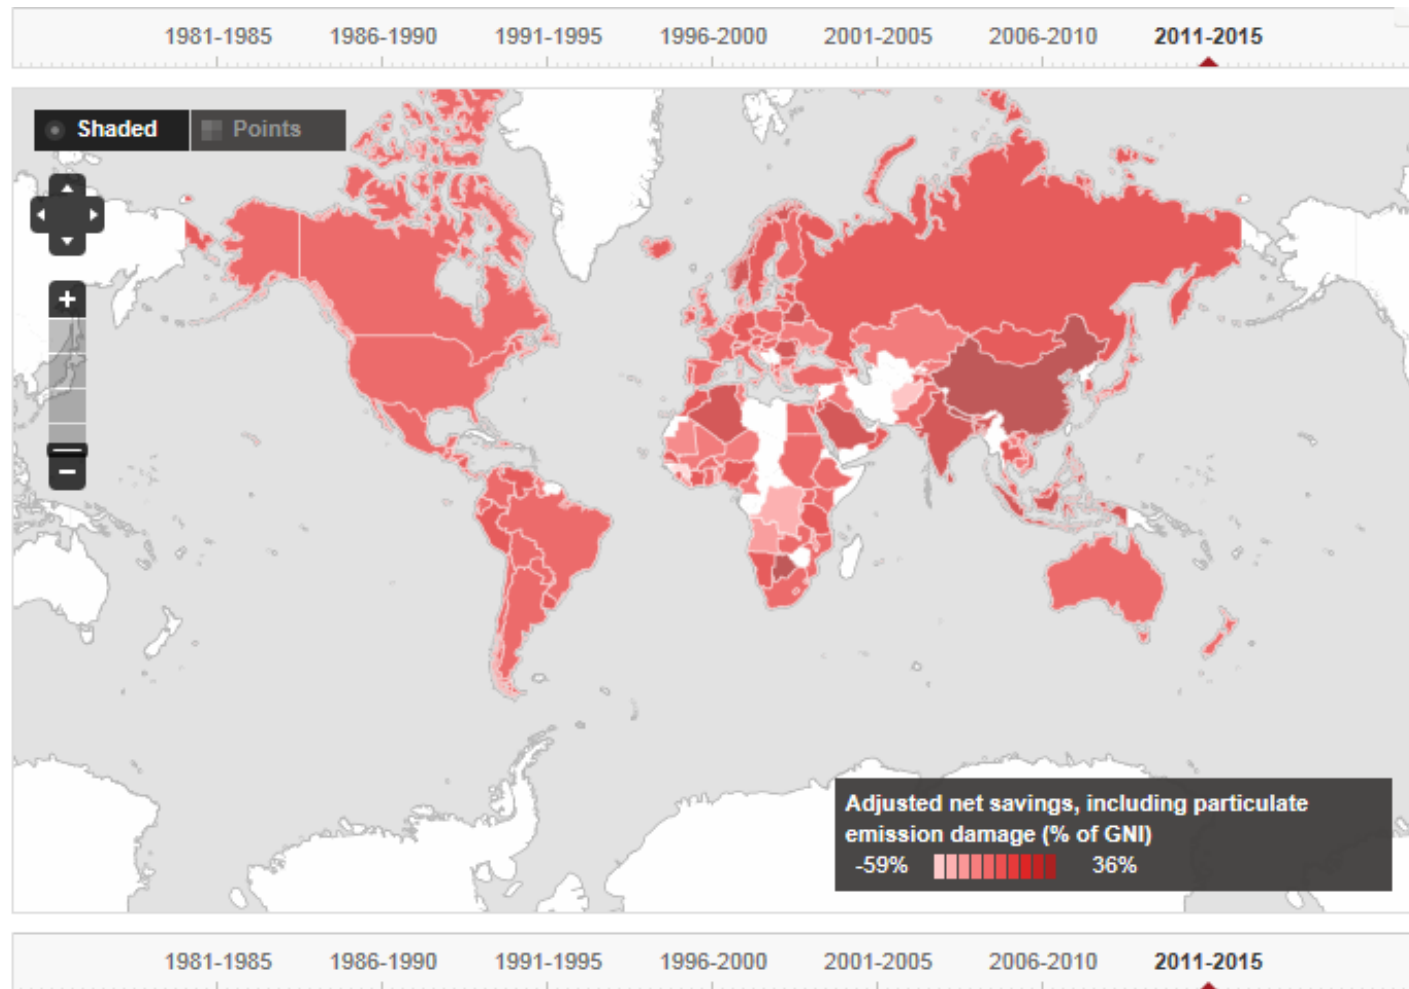 1981-1985 1986-1990 1991-1995 1996-2000 2001-2005 2006-2010 2011-2015
Shaded Points
+
−
Adjusted net savings, including particulate
emission damage (% of GNI)
-59% 36%
1981-1985 1986-1990 1991-1995 1996-2000 2001-2005 2006-2010 2011-2015